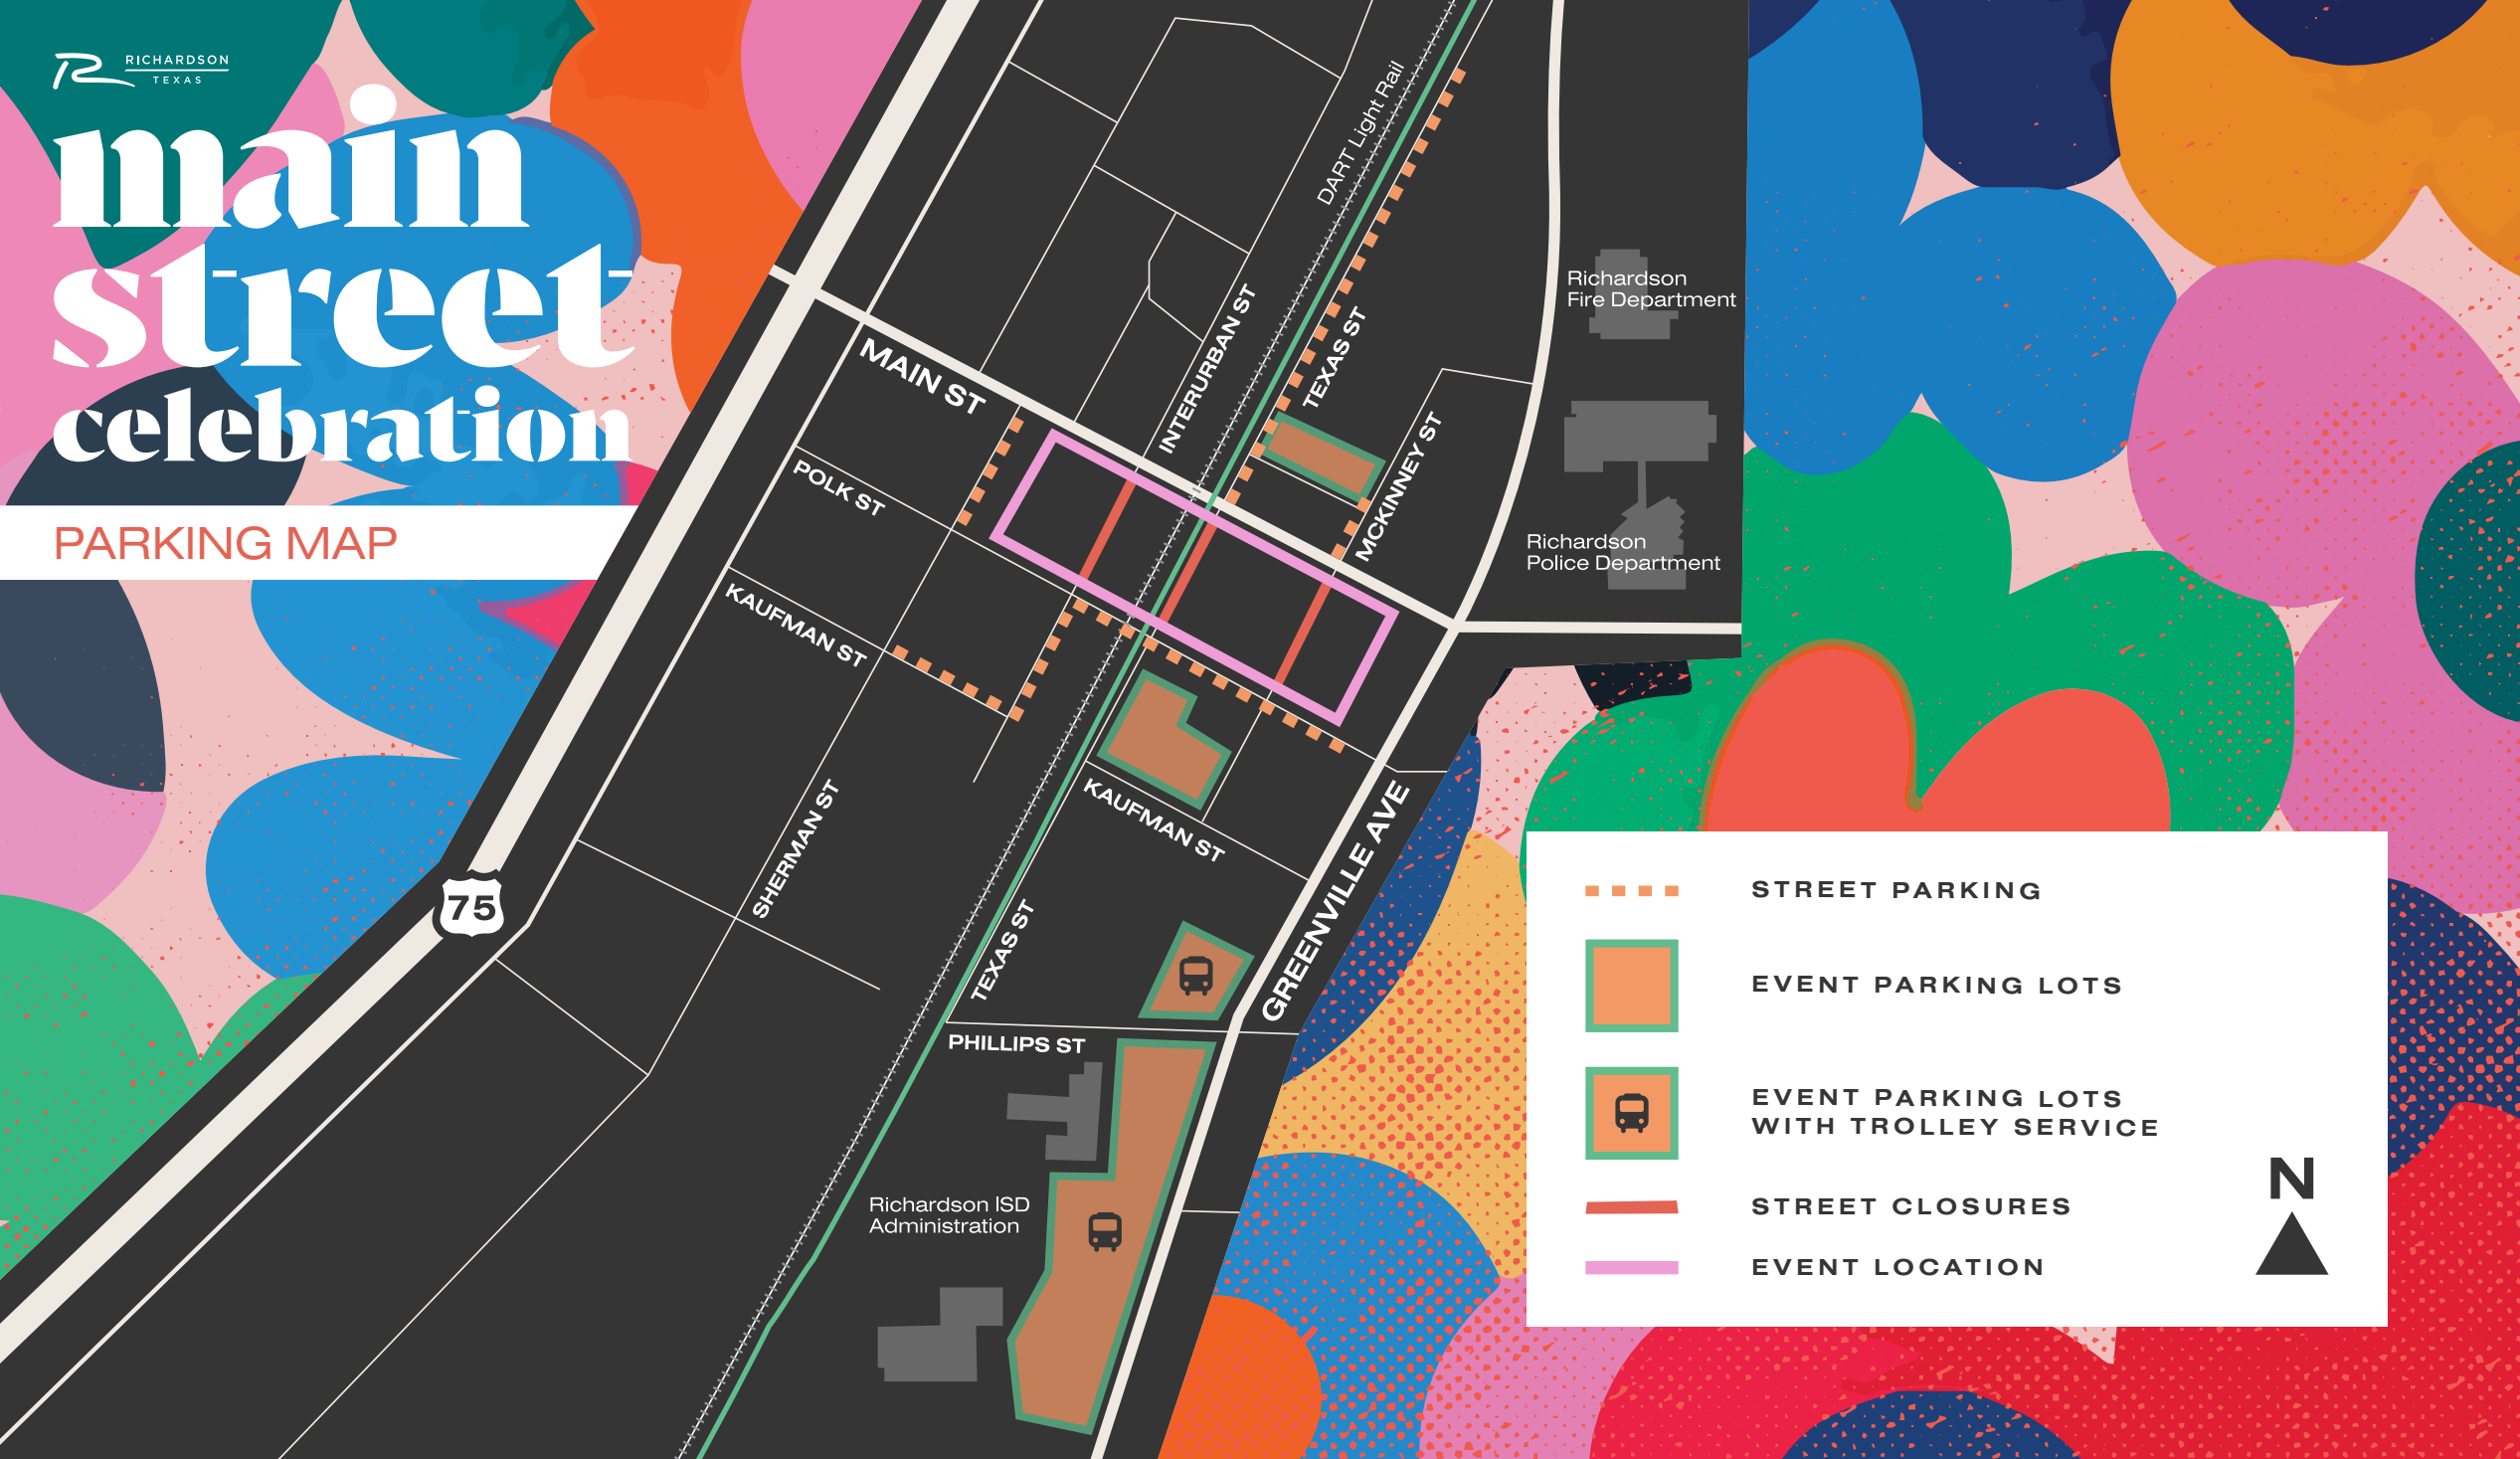 RICHARDSON
TEXAS
main
street
celebration
PARKING MAP
DART Light Rail
Richardson
Fire Department
INTERURBAN ST
TEXAS ST
MAIN ST
MCKINNEY ST
POLK ST
Richardson
Police Department
KAUFMAN ST
SHERMAN ST
KAUFMAN ST
GREENVILLE AVE
75
TEXAS ST
PHILLIPS ST
Richardson ISD
Administration
STREET PARKING
EVENT PARKING LOTS
EVENT PARKING LOTS
WITH TROLLEY SERVICE
STREET CLOSURES
EVENT LOCATION
N